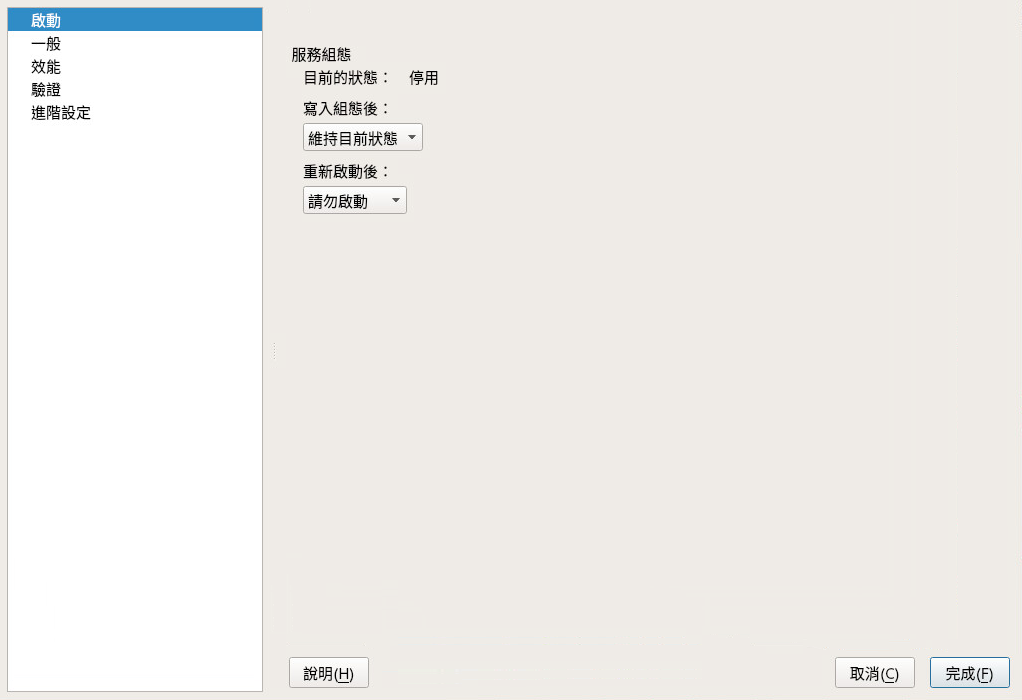 啟動
一般
效能
驗證
進階設定
服務組態
目前的狀態： 停用
寫入組態後：
維持目前狀態
重新啟動後：
請勿啟動
說明(H)
取消(C)
完成(F)